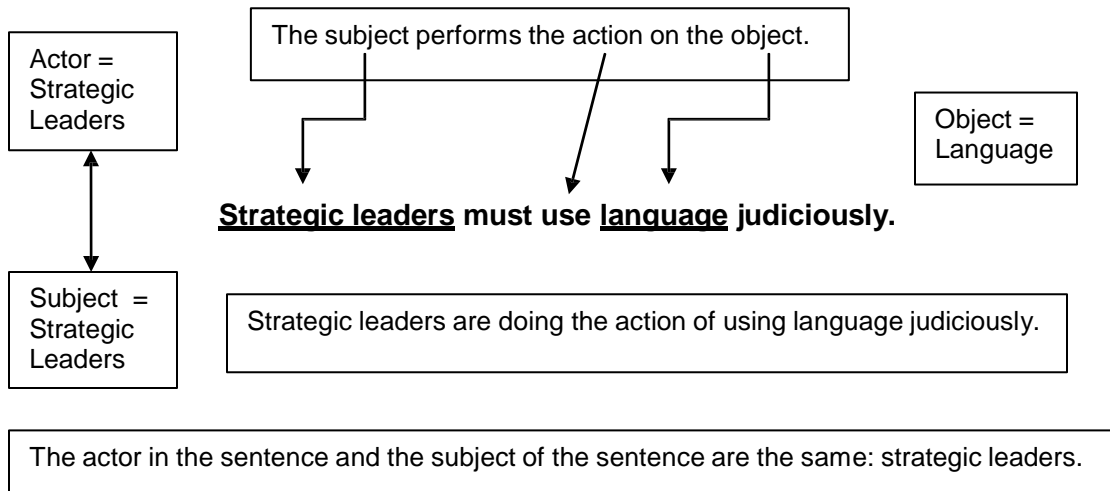 The subject performs the action on the object.
Actor =
Strategic
Leaders
Object =
Language
Strategic leaders must use language judiciously.
Subject =
Strategic
Leaders
Strategic leaders are doing the action of using language judiciously.
The actor in the sentence and the subject of the sentence are the same: strategic leaders.